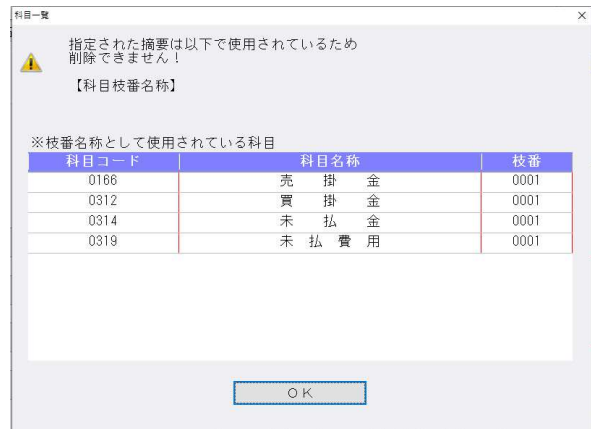 科目一覧
指定された摘要は以下で使用されているため
削除できません！
【科目枝番名称】
※枝番名称として使用されている科目
科目コード 科目名称 枝番
0166 売 掛 金 0001
0312 買 掛 金 0001
0314 未 払 金 0001
0319 未 払 費 用 0001
OK